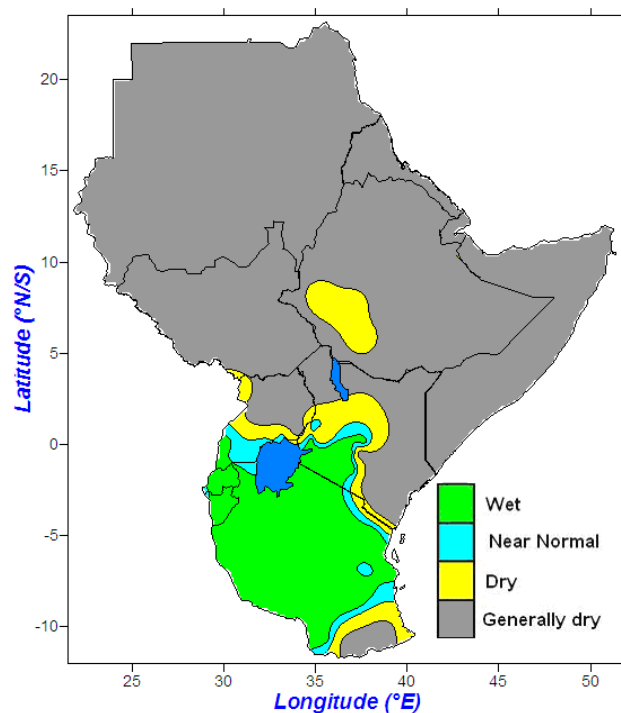 20
15
10
5
0
-5
-10
Latitude (°N/S)
Wet
Near Normal
Dry
Generally dry
25 30 35 40 45 50
Longitude (°E)